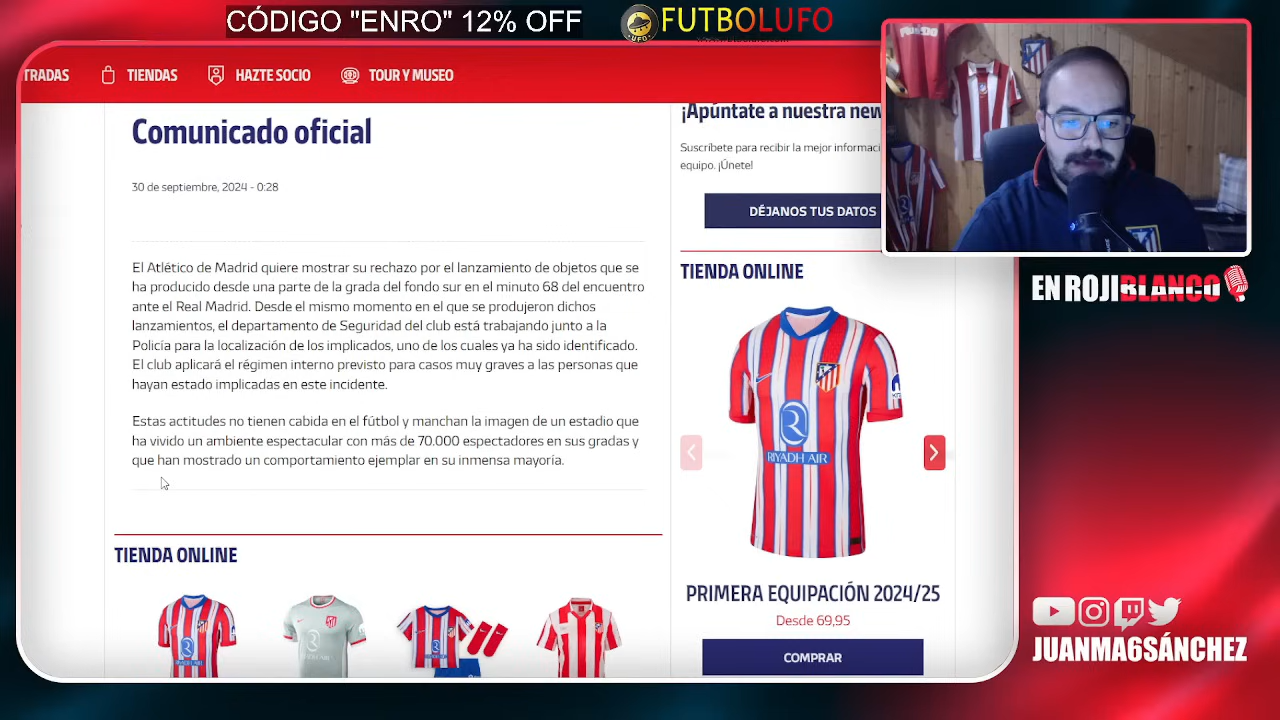 CÓDIGO "ENRO" 12% OFF
FUTBOLUFO
UFO
TRADAS
TIENDAS
HAZTE SOCIO
TOUR Y MUSEO
Comunicado oficial
30 de septiembre, 2024 - 0:28
El Atlético de Madrid quiere mostrar su rechazo por el lanzamiento de objetos que se
ha producido desde una parte de la grada del fondo sur en el minuto 68 del encuentro
ante el Real Madrid. Desde el mismo momento en el que se produjeron dichos
lanzamientos, el departamento de Seguridad del club está trabajando junto a la
Policía para la localización de los implicados, uno de los cuales ya ha sido identificado.
El club aplicará el régimen interno previsto para casos muy graves a las personas que
hayan estado implicadas en este incidente.
Estas actitudes no tienen cabida en el fútbol y manchan la imagen de un estadio que
ha vivido un ambiente espectacular con más de 70.000 espectadores en sus gradas y
que han mostrado un comportamiento ejemplar en su inmensa mayoría.
TIENDA ONLINE
¡Apúntate a nuestra new
Suscríbete para recibir la mejor informaci
equipo. ¡Únete!
DÉJANOS TUS DATOS
TIENDA ONLINE
RIYADH AIR
PRIMERA EQUIPACIÓN 2024/25
Desde 69,95
COMPRAR
EN ROJIBLANCO
JUANMA6SÁNCHEZ